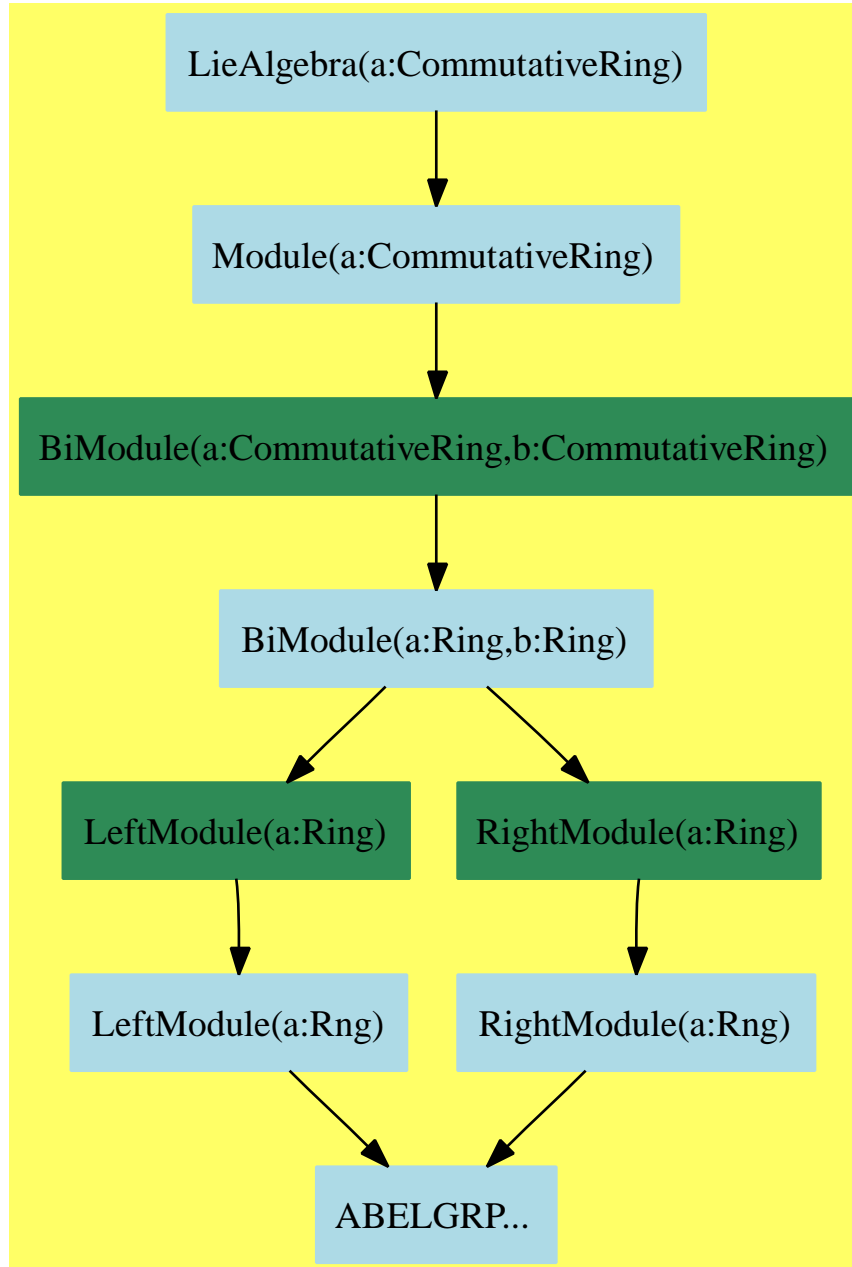 LieAlgebra(a:CommutativeRing)
Module(a:CommutativeRing)
BiModule(a:CommutativeRing,b:CommutativeRing)
BiModule(a:Ring,b:Ring)
LeftModule(a:Ring)
RightModule(a:Ring)
LeftModule(a:Rng)
RightModule(a:Rng)
ABELGRP...